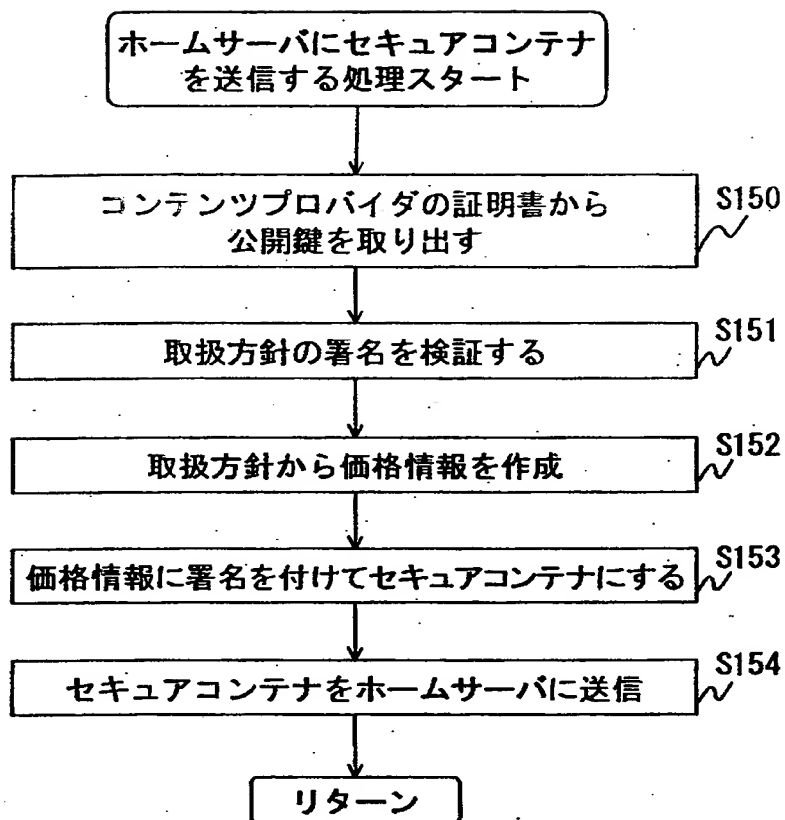 ホームサーバにセキュアコンテナ
を送信する処理スタート
コンテンツプロバイダの証明書から
公開鍵を取り出す
S150
取扱方針の署名を検証する
S151
取扱方針から価格情報を作成
S152
価格情報に署名を付けてセキュアコンテナにする
S153
セキュアコンテナをホームサーバに送信
S154
リターン